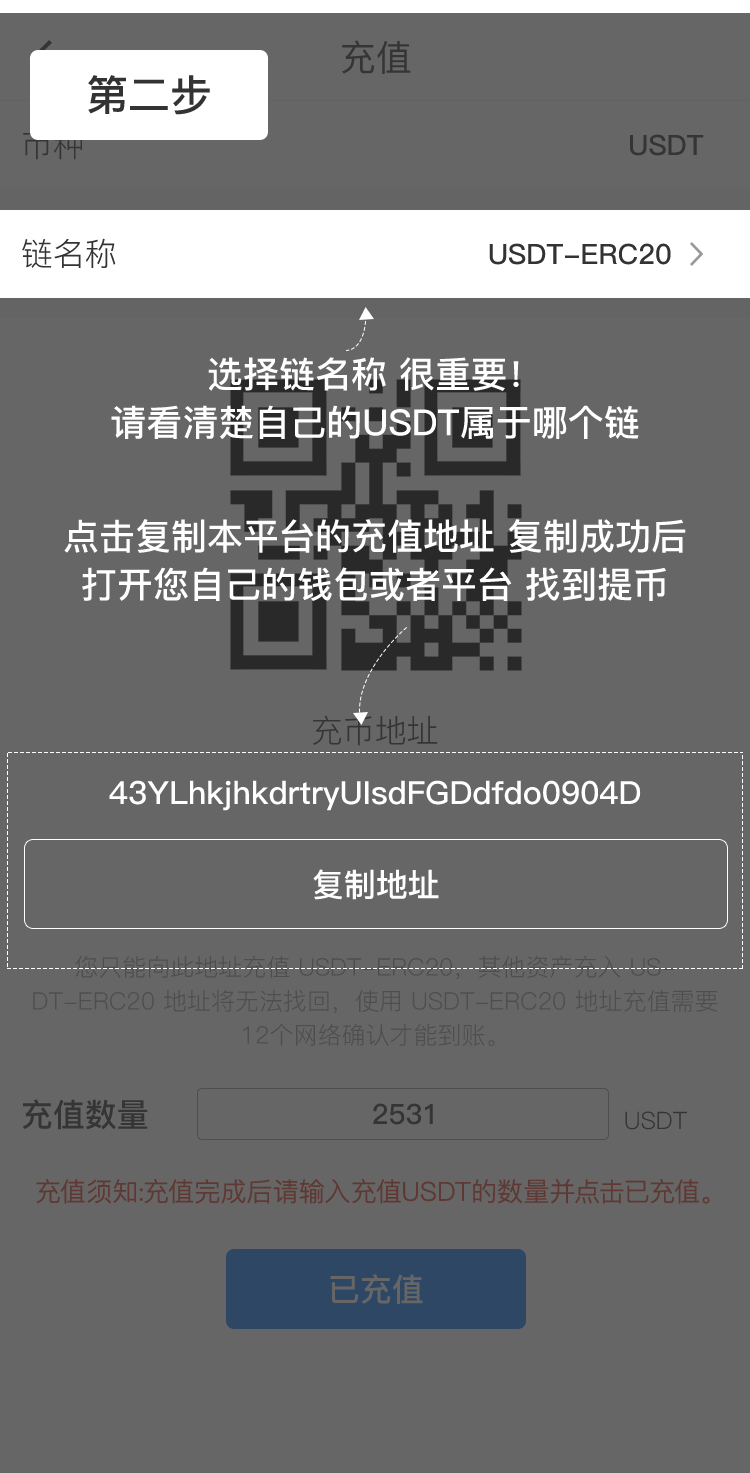 充值
第二步
币种
USDT
链名称
USDT-ERC20
选择链名称 很重要!
请看清楚自己的USDT属于哪个链
点击复制本平台的充值地址 复制成功后
打开您自己的钱包或者平台 找到提币
充币地址
43YLhkjhkdrtryUIsdFGDdfdo0904D
复制地址
您只能向此地址充值 USDT-ERC20，其他资产充入 US-
DT-ERC20 地址将无法找回，使用 USDT-ERC20 地址充值需要
12个网络确认才能到账。
充值数量
2531
USDT
充值须知:充值完成后请输入充值USDT的数量并点击已充值。
已充值